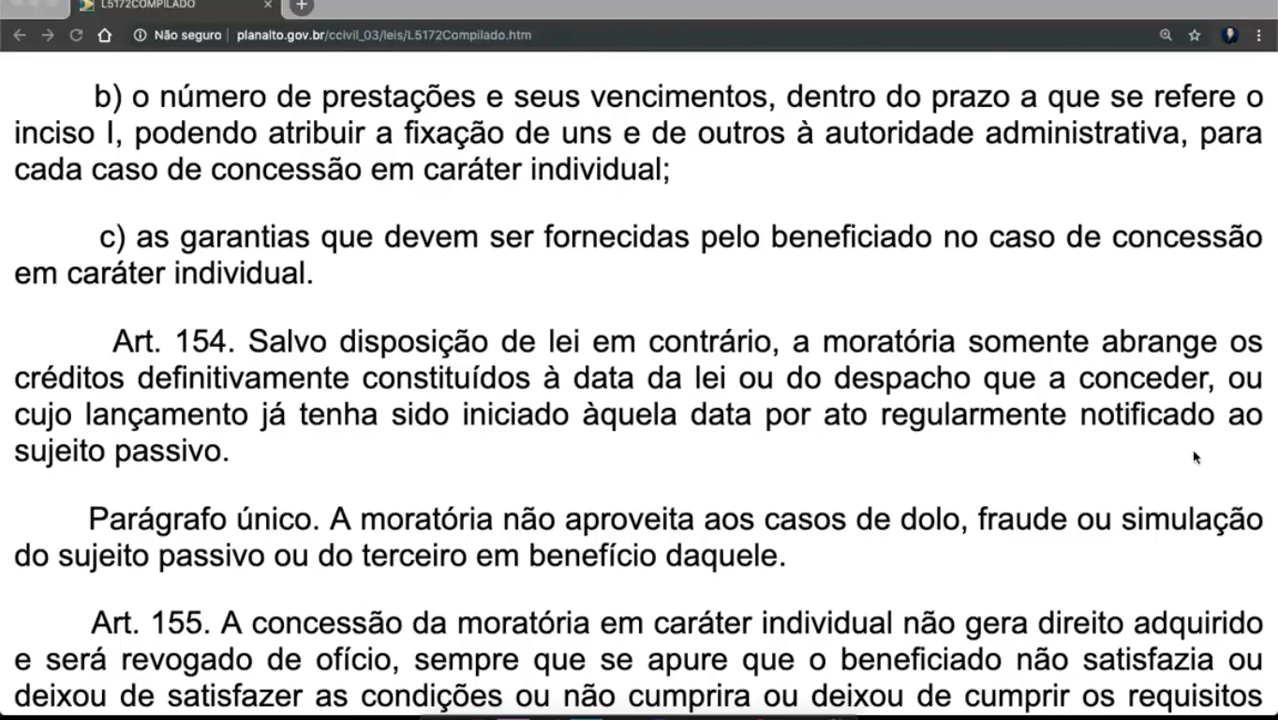 L5172COMPILADO
Não seguro | planalto.gov.br/ccivil_03/leis/L5172Compilado.htm
b) o número de prestações e seus vencimentos, dentro do prazo a que se refere o
inciso I, podendo atribuir a fixação de uns e de outros à autoridade administrativa, para
cada caso de concessão em caráter individual;
c) as garantias que devem ser fornecidas pelo beneficiado no caso de concessão
em caráter individual.
Art. 154. Salvo disposição de lei em contrário, a moratória somente abrange os
créditos definitivamente constituídos à data da lei ou do despacho que a conceder, ou
cujo lançamento já tenha sido iniciado àquela data por ato regularmente notificado ao
sujeito passivo.
Parágrafo único. A moratória não aproveita aos casos de dolo, fraude ou simulação
do sujeito passivo ou do terceiro em benefício daquele.
Art. 155. A concessão da moratória em caráter individual não gera direito adquirido
e será revogado de ofício, sempre que se apure que o beneficiado não satisfazia ou
deixou de satisfazer as condições ou não cumprira ou deixou de cumprir os requisitos